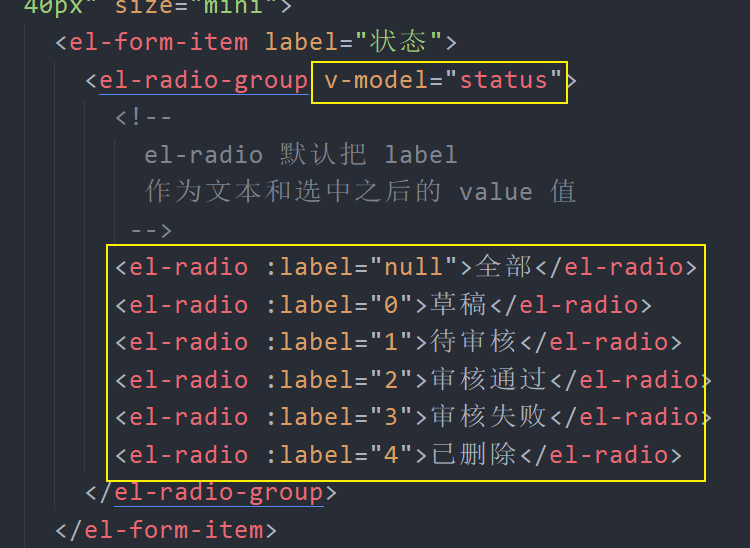 40px" size="mini">
<el-form-item label="状态">
<el-radio-group v-model="status">
<!--
el-radio 默认把 label
作为文本和选中之后的 value 值
-->
<el-radio :label="null">全部</el-radio>
<el-radio :label="0">草稿</el-radio>
<el-radio :label="1">待审核</el-radio>
<el-radio :label="2">审核通过</el-radio>
<el-radio :label="3">审核失败</el-radio>
<el-radio :label="4">已删除</el-radio>
</el-radio-group>
</el-form-item>